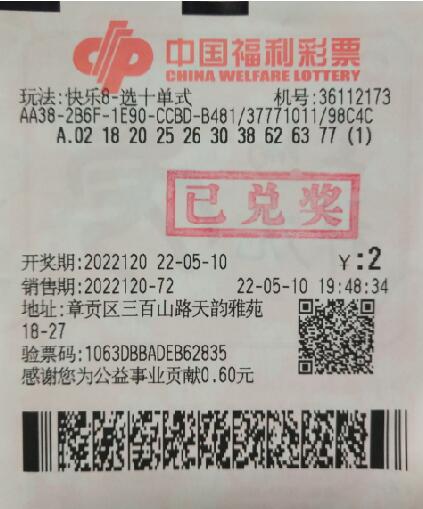 中国福利彩票
CHINA WELFARE LOTTERY
玩法:快乐8-选十单式 机号:36112173
AA38-2B5F-1E90-CCBD-B481/37771011/98C4C
A.02 18 20 25 26 30 38 62 63 77 (1)
已兑奖
开奖期:2022120 22-05-10 ¥:2
销售期:2022120-72 22-05-10 19:48:34
地址:章贡区三百山路天韵雅苑
18-27
验票码:1063DBBADEB62835
感谢您为公益事业贡献0.60元